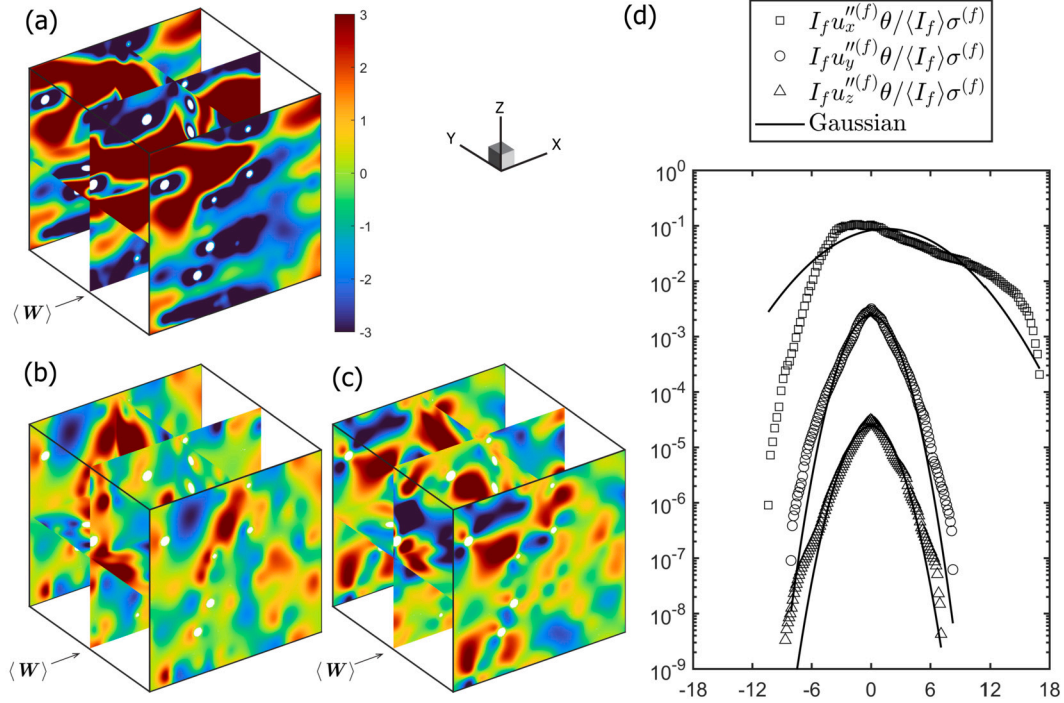 (a)
3
2
1
0
-1
-2
-3
⟨W⟩
Z
Y
X
(b)
⟨W⟩
(c)
⟨W⟩
(d)
I_f u_x''^(f) θ/⟨I_f⟩σ^(f)
I_f u_y''^(f) θ/⟨I_f⟩σ^(f)
I_f u_z''^(f) θ/⟨I_f⟩σ^(f)
Gaussian
10^0
10^-1
10^-2
10^-3
10^-4
10^-5
10^-6
10^-7
10^-8
10^-9
-18 -12 -6 0 6 12 18